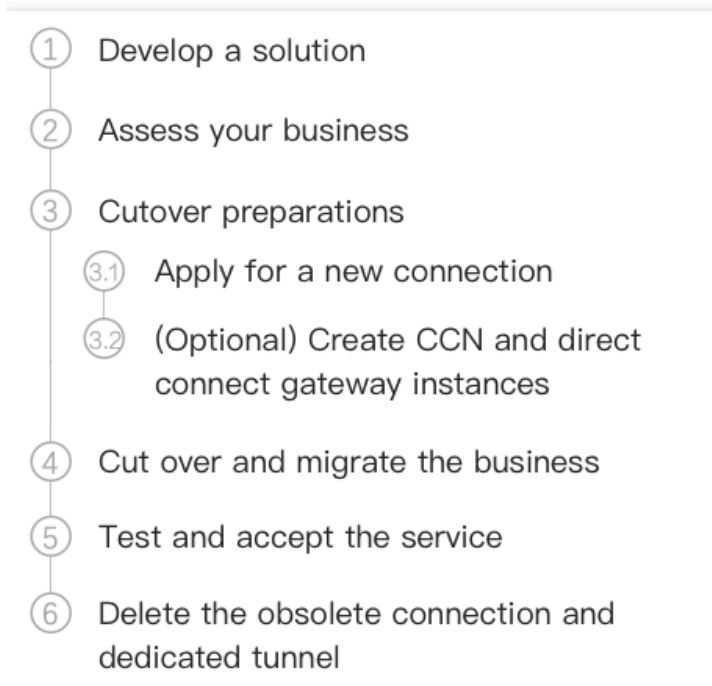 1 Develop a solution
2 Assess your business
3 Cutover preparations
3.1 Apply for a new connection
3.2 (Optional) Create CCN and direct
connect gateway instances
4 Cut over and migrate the business
5 Test and accept the service
6 Delete the obsolete connection and
dedicated tunnel